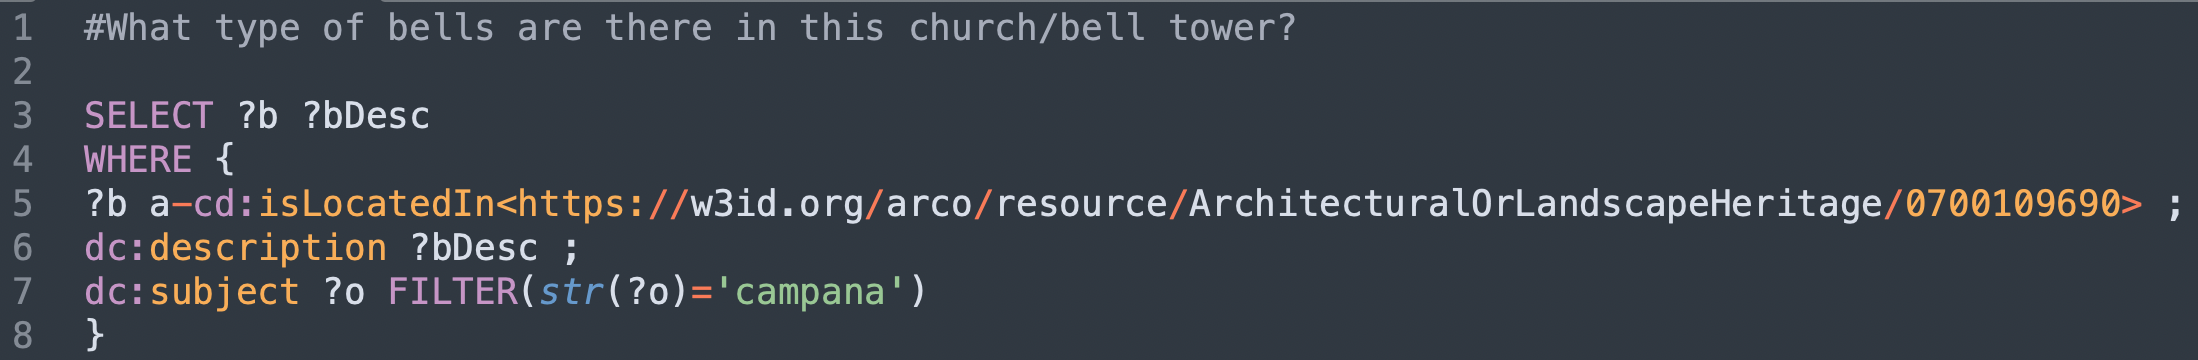 1 #What type of bells are there in this church/bell tower?
2
3 SELECT ?b ?bDesc
4 WHERE {
5 ?b a-cd:isLocatedIn<https://w3id.org/arco/resource/ArchitecturalOrLandscapeHeritage/0700109690> ;
6 dc:description ?bDesc ;
7 dc:subject ?o FILTER(str(?o)='campana')
8 }